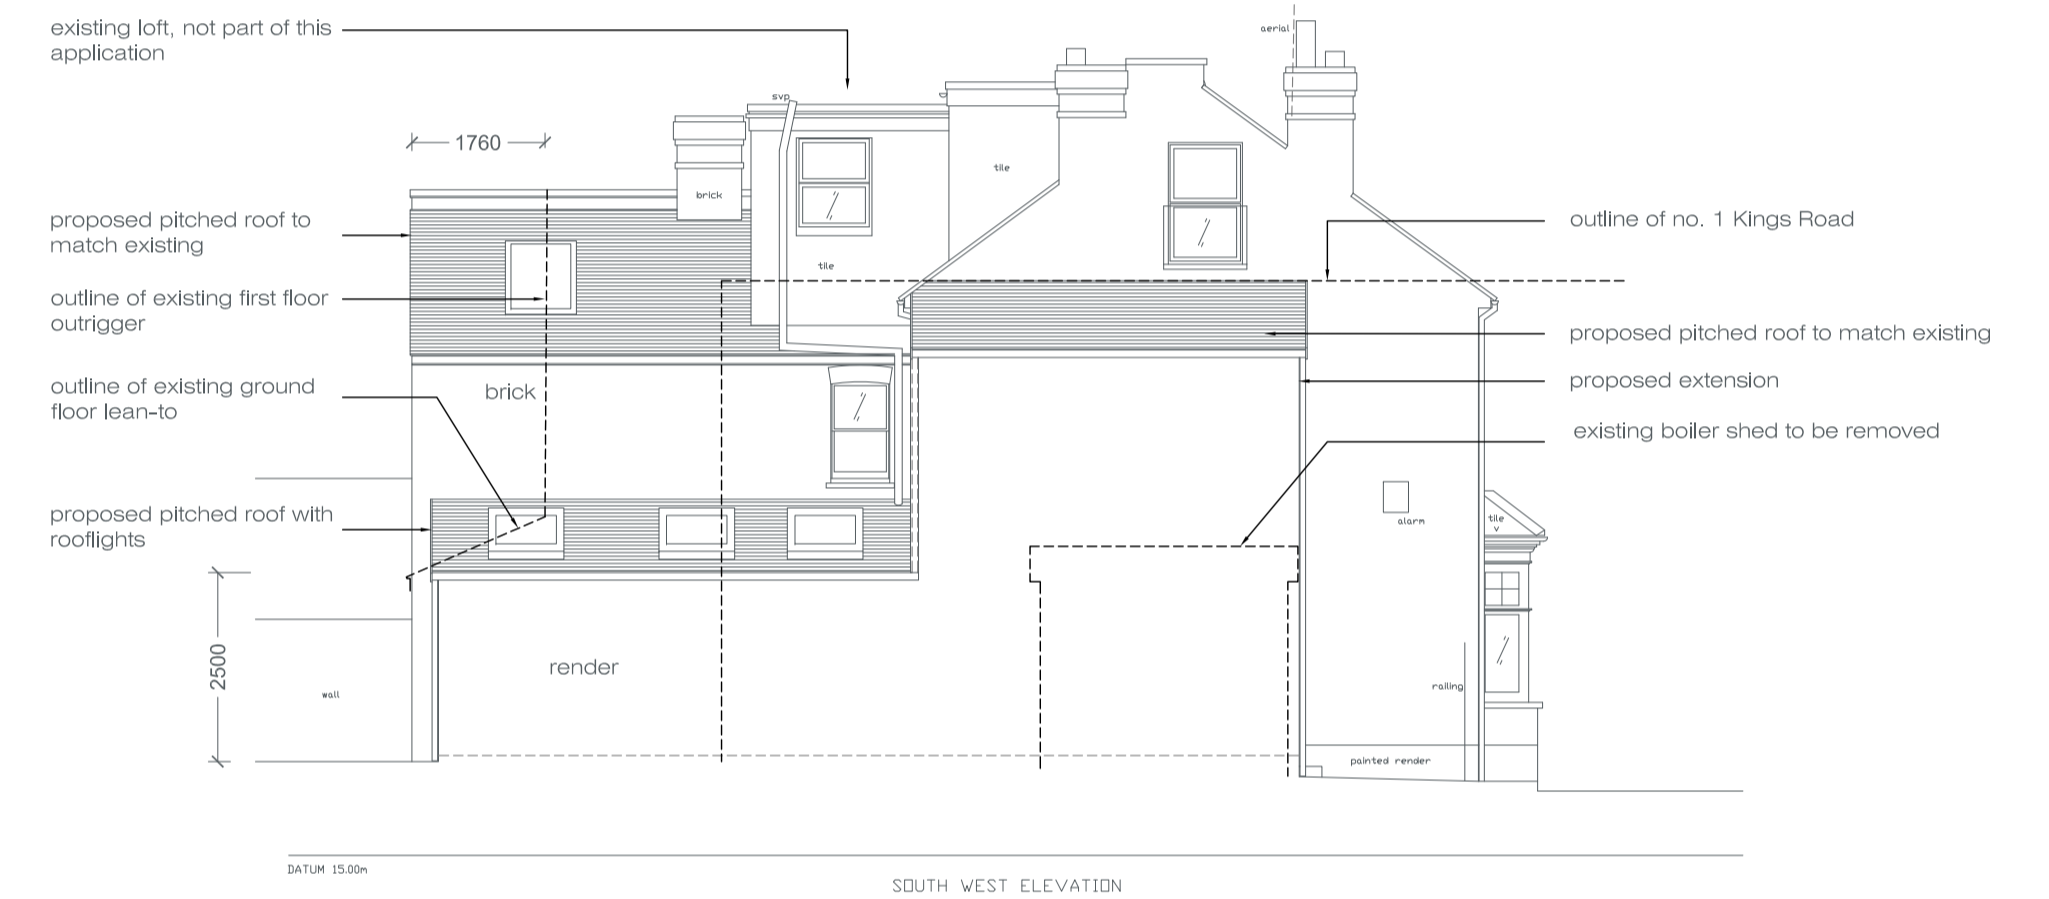 existing loft, not part of this
application
aerial
svp
1760
tile
brick
proposed pitched roof to
match existing
outline of no. 1 Kings Road
tile
outline of existing first floor
outrigger
proposed pitched roof to match existing
proposed extension
outline of existing ground
floor lean-to
brick
existing boiler shed to be removed
proposed pitched roof with
rooflights
alarm
tile
v
2500
render
wall
railing
painted render
DATUM 15.00m
SOUTH WEST ELEVATION